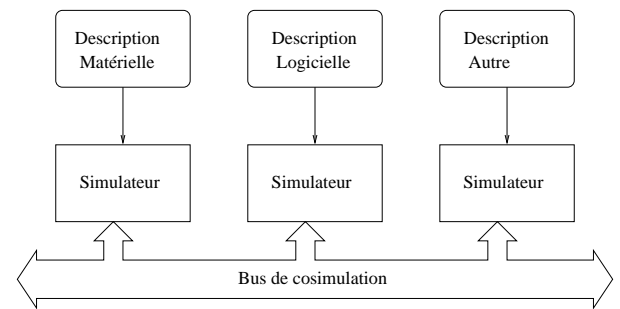 Description
Matérielle
Description
Logicielle
Description
Autre
Simulateur
Simulateur
Simulateur
Bus de cosimulation